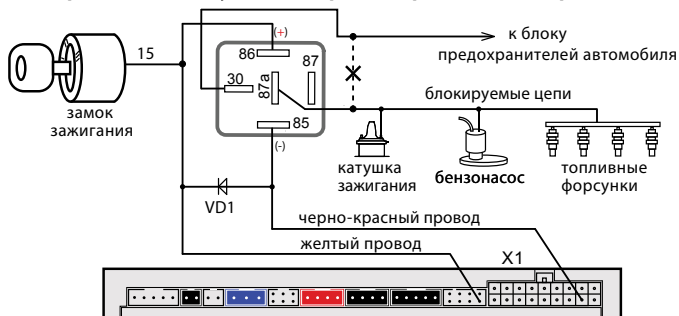 (+)
к блоку
предохранителей автомобиля
15
86
87
30
87a
85
(-)
замок
зажигания
блокируемые цепи
катушка
зажигания
бензонасос
топливные
форсунки
VD1
черно-красный провод
желтый провод
X1